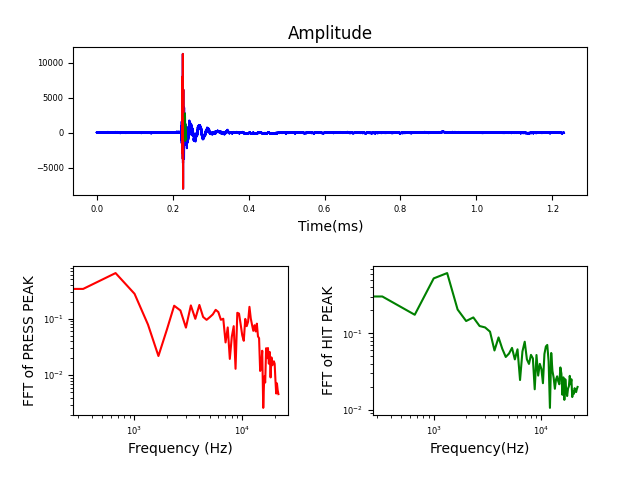 Amplitude
10000
5000
0
−5000
0.0 0.2 0.4 0.6 0.8 1.0 1.2
Time(ms)
FFT of PRESS PEAK
10⁻¹
10⁻²
10³ 10⁴
Frequency (Hz)
FFT of HIT PEAK
10⁻¹
10⁻²
10³ 10⁴
Frequency(Hz)